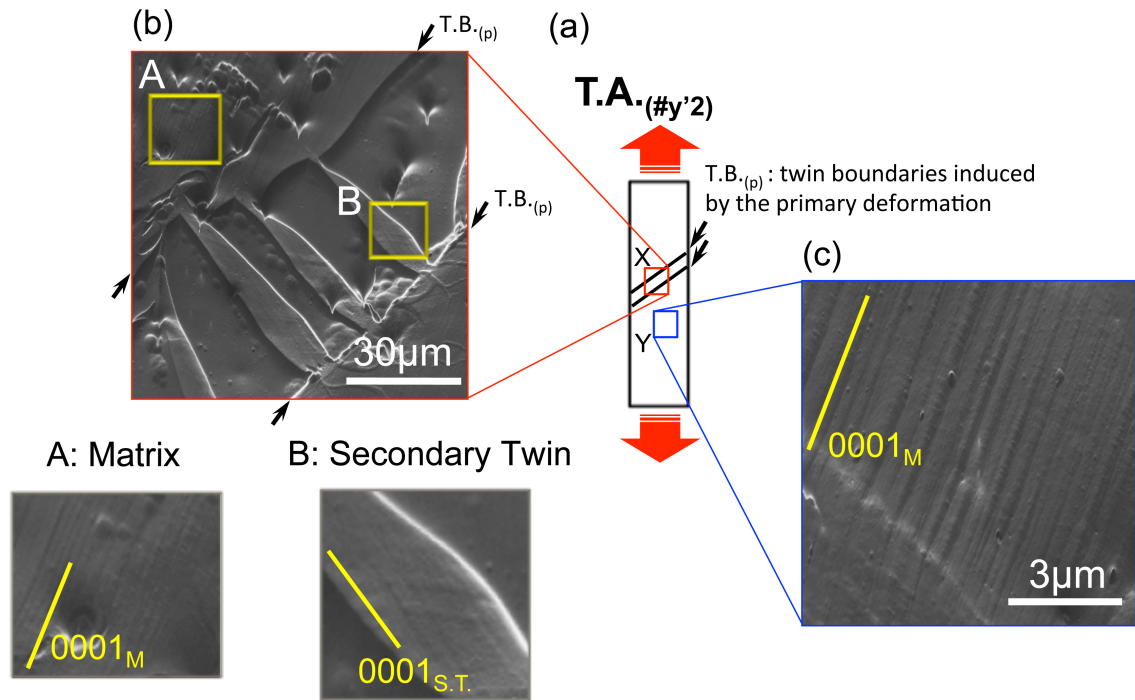 (b)
T.B.(p)
(a)
A
T.A.(#y'2)
T.B.(p) : twin boundaries induced
by the primary deformation
B
T.B.(p)
X
(c)
Y
30μm
0001M
3μm
A: Matrix
B: Secondary Twin
0001M
0001S.T.